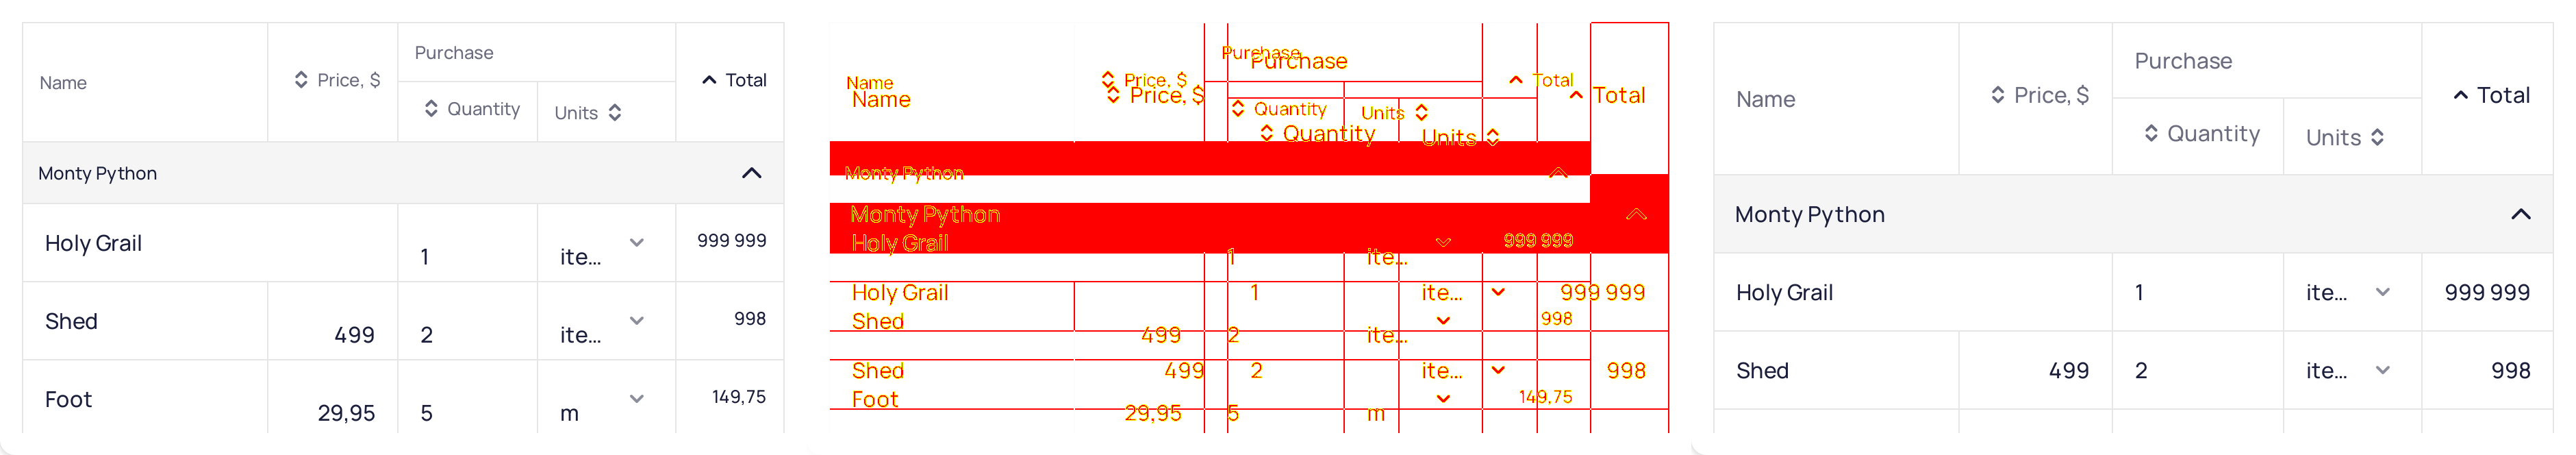 Purchase
Name
Price, $
Total
Quantity
Units
Monty Python
Holy Grail
1
ite...
999 999
Shed
499
2
ite...
998
Foot
29,95
5
m
149,75
Purchase
Purchase
Name
Price, $
Total
Name
Price, $
Total
Quantity
Units
Quantity
Units
Monty Python
Monty Python
Holy Grail
999 999
1
ite...
Holy Grail
1
ite...
999 999
Shed
998
499
2
ite...
Shed
499
2
ite...
998
Foot
149,75
29,95
5
m
Purchase
Name
Price, $
Total
Quantity
Units
Monty Python
Holy Grail
1
ite...
999 999
Shed
499
2
ite...
998